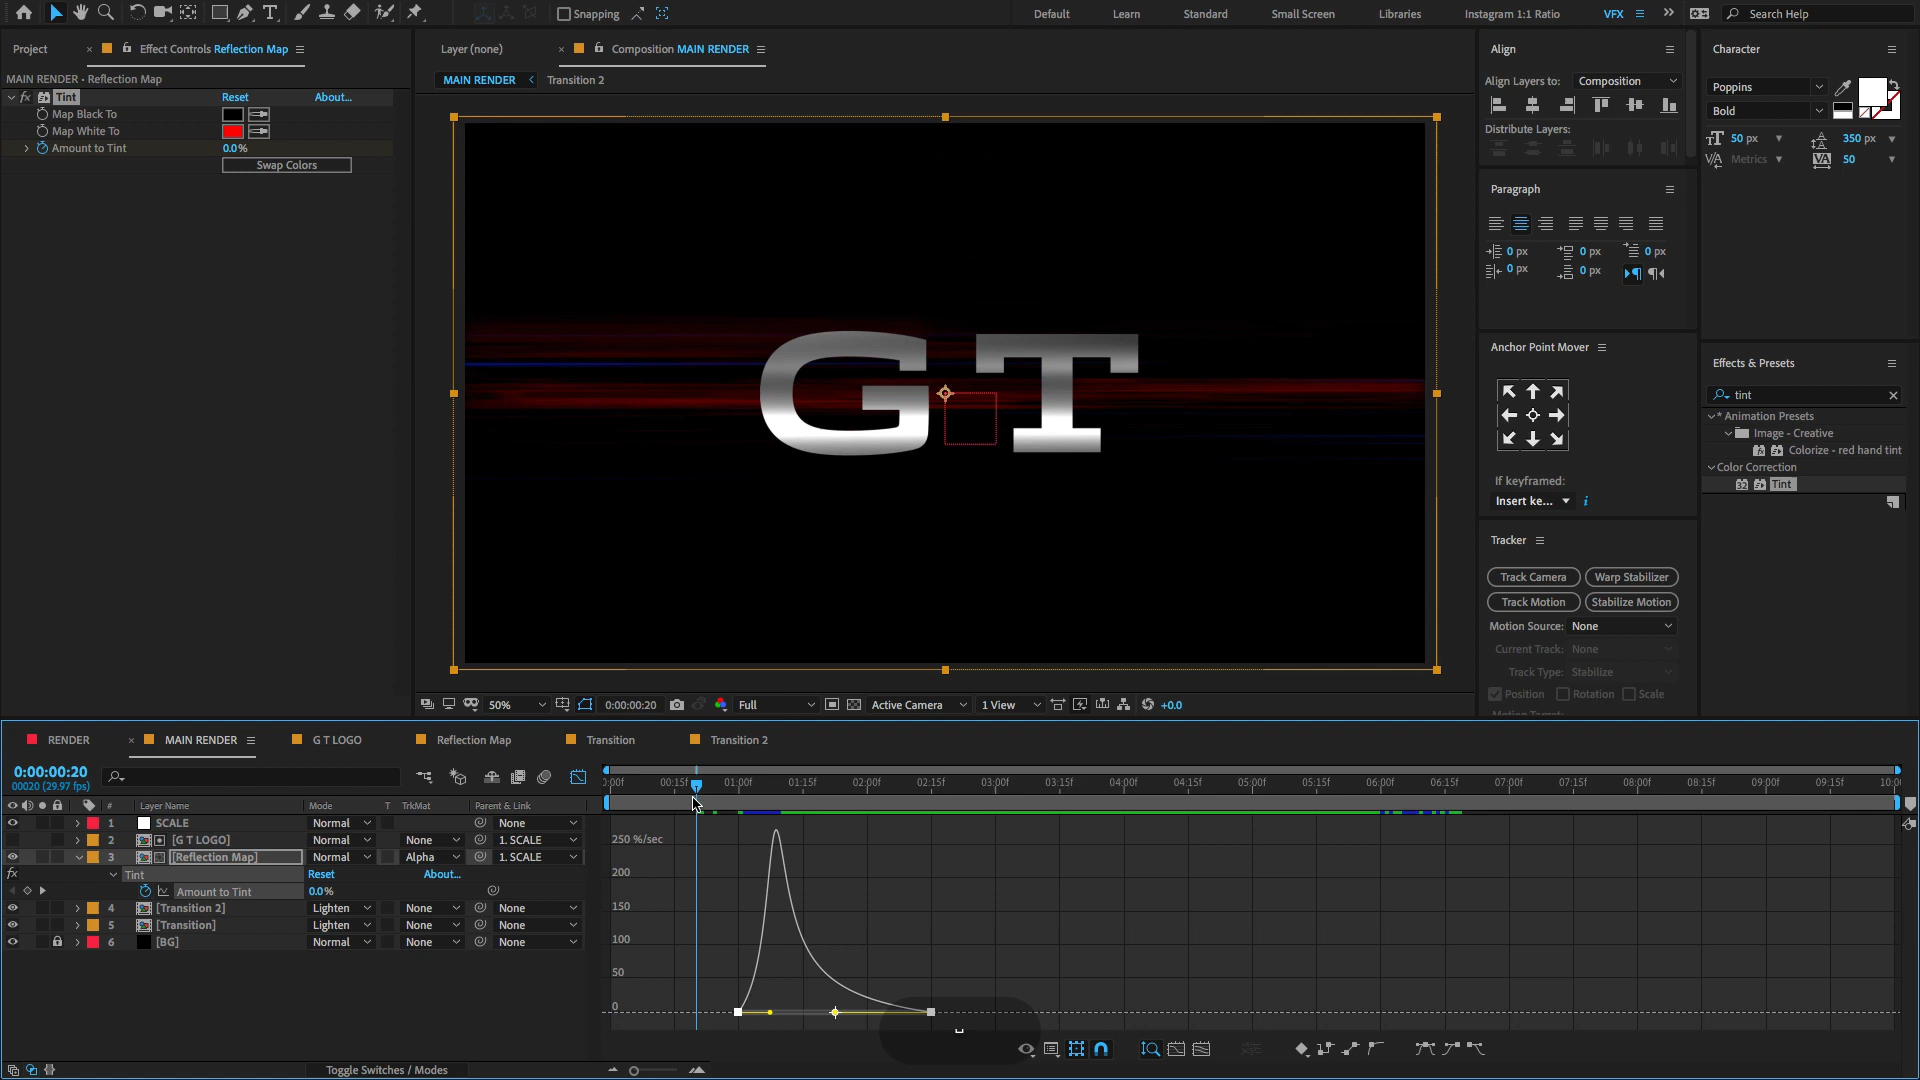 Snapping
Default
Learn
Standard
Small Screen
Libraries
Instagram 1:1 Ratio
VFX
Search Help
Project
Effect Controls Reflection Map
Layer (none)
Composition MAIN RENDER
Align
Character
MAIN RENDER • Reflection Map
MAIN RENDER
Transition 2
Align Layers to:
Composition
Poppins
Bold
fx Tint
Reset
About...
Map Black To
Map White To
Amount to Tint
0.0%
Swap Colors
Distribute Layers:
50 px
350 px
Metrics
50
Paragraph
0 px
0 px
0 px
0 px
0 px
Anchor Point Mover
Effects & Presets
tint
* Animation Presets
Image - Creative
Colorize - red hand tint
Color Correction
Tint
If keyframed:
Insert ke...
GT
Tracker
Track Camera
Warp Stabilizer
Track Motion
Stabilize Motion
Motion Source:
None
Current Track:
None
Track Type:
Stabilize
Position
Rotation
Scale
50%
0:00:00:20
Full
Active Camera
1 View
+0.0
RENDER
MAIN RENDER
G T LOGO
Reflection Map
Transition
Transition 2
0:00:00:20
00020 (29.97 fps)
:00f
00:15f
01:00f
01:15f
02:00f
02:15f
03:00f
03:15f
04:00f
04:15f
05:00f
05:15f
06:00f
06:15f
07:00f
07:15f
08:00f
08:15f
09:00f
09:15f
10:0
#
Layer Name
Mode
T
TrkMat
Parent & Link
1
SCALE
Normal
None
2
[G T LOGO]
Normal
None
1. SCALE
3
[Reflection Map]
Normal
Alpha
1. SCALE
fx
Tint
Reset
About...
Amount to Tint
0.0%
4
[Transition 2]
Lighten
None
None
5
[Transition]
Lighten
None
None
6
[BG]
Normal
None
None
250 %/sec
200
150
100
50
0
Toggle Switches / Modes